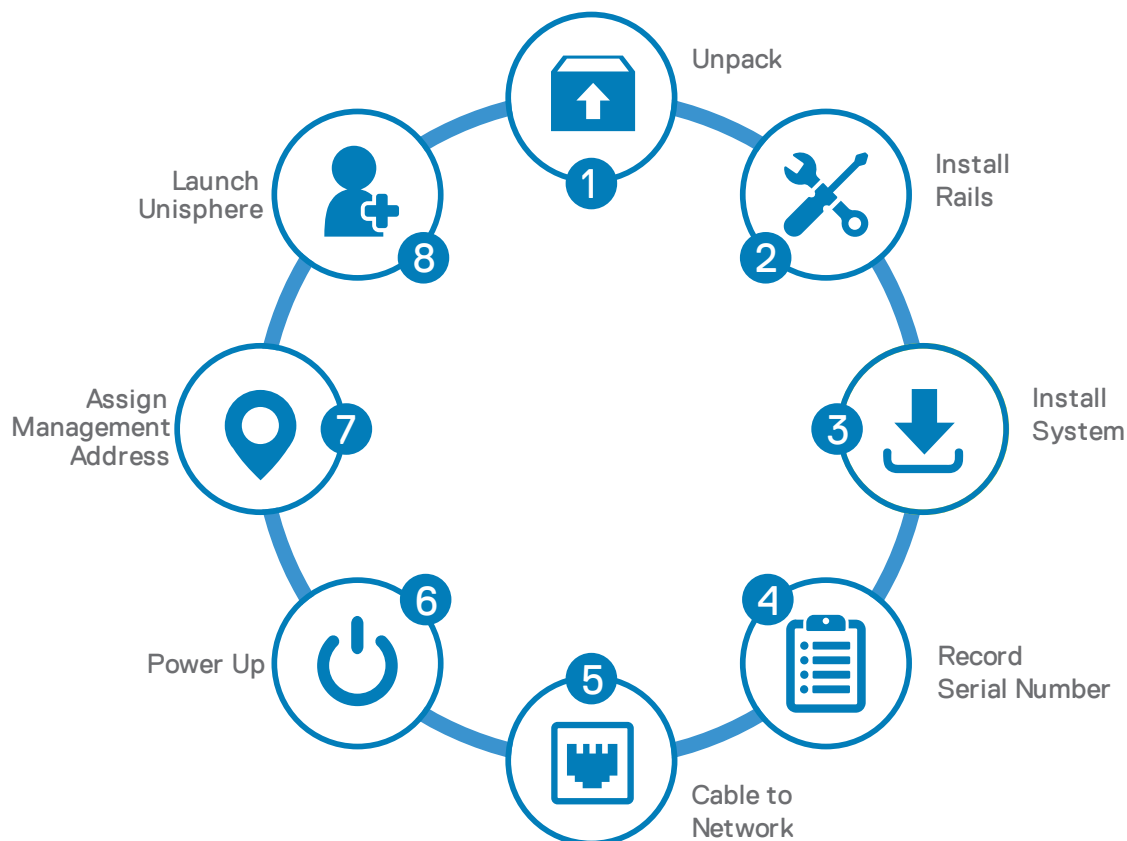 Unpack
1
Install
Rails
2
Install
System
3
Record
Serial Number
4
Cable to
Network
5
Power Up
6
Assign
Management
Address
7
Launch
Unisphere
8